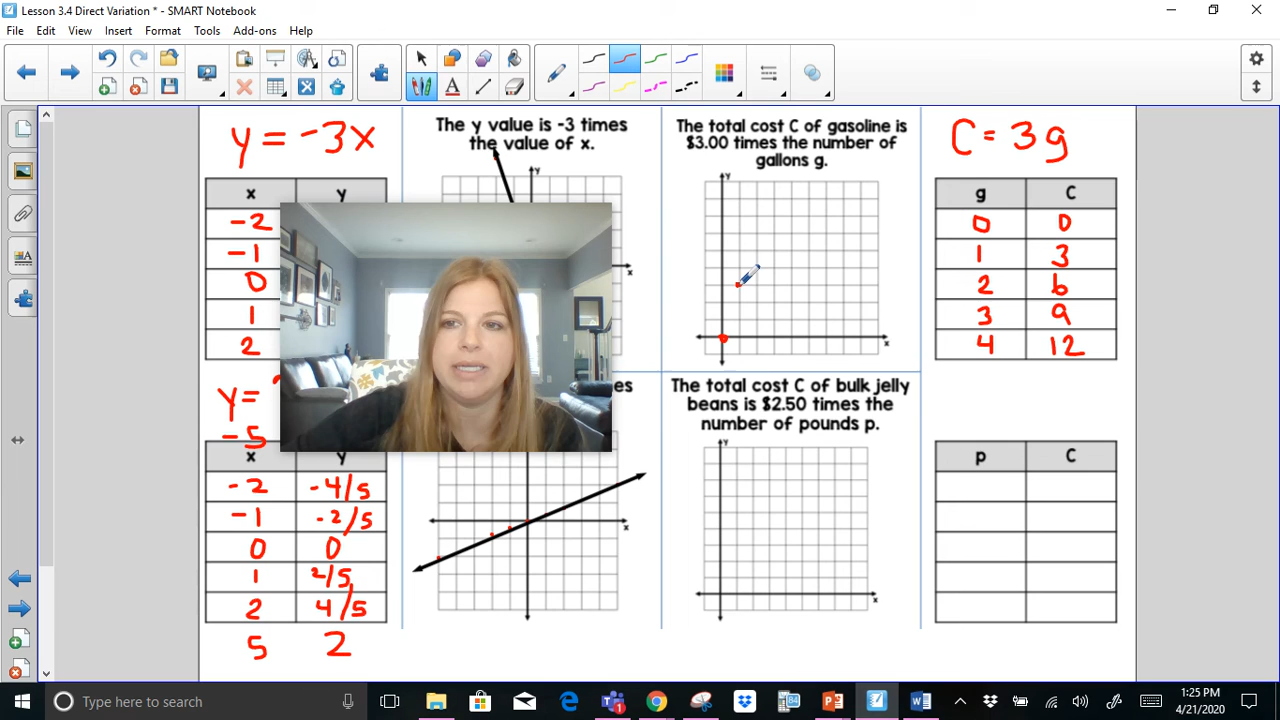 Lesson 3.4 Direct Variation * - SMART Notebook
File Edit View Insert Format Tools Add-ons Help
y = -3x
x y
-2
-1
0
1
2
The y value is -3 times
the value of x.
y
x
The total cost C of gasoline is
$3.00 times the number of
gallons g.
y
x
C = 3g
g C
0 0
1 3
2 6
3 9
4 12
y =
-5
x y
-2 -4/5
-1 -2/5
0 0
1 2/5
2 4/5
5 2
es
x
The total cost C of bulk jelly
beans is $2.50 times the
number of pounds p.
y
x
p C
Type here to search
1
1:25 PM
4/21/2020